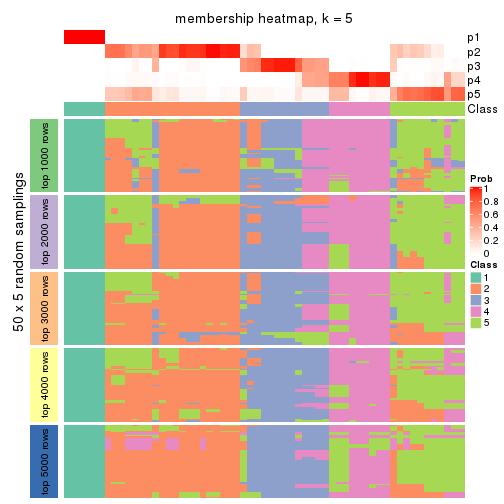 membership heatmap, k = 5
p1
p2
p3
p4
p5
Class
50 x 5 random samplings
top 1000 rows
top 2000 rows
top 3000 rows
top 4000 rows
top 5000 rows
Prob
1
0.8
0.6
0.4
0.2
0
Class
1
2
3
4
5